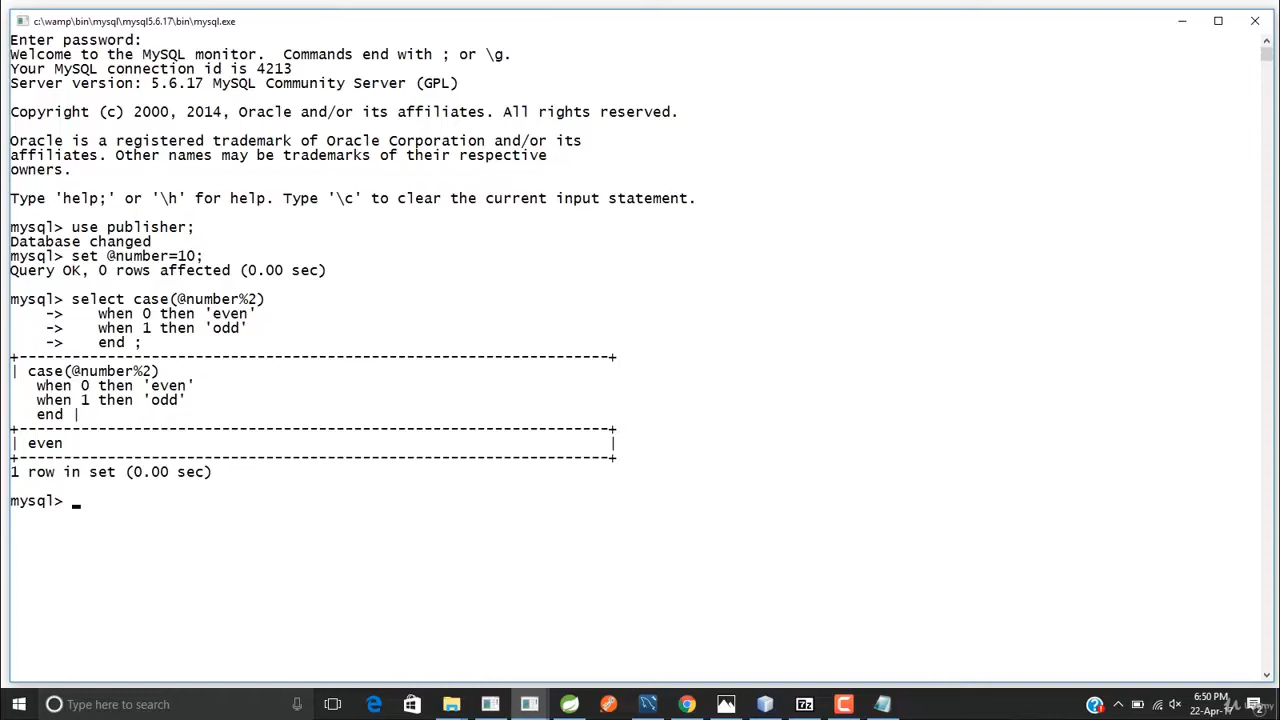 c:\wamp\bin\mysql\mysql5.6.17\bin\mysql.exe
Enter password:
Welcome to the MySQL monitor.  Commands end with ; or \g.
Your MySQL connection id is 4213
Server version: 5.6.17 MySQL Community Server (GPL)

Copyright (c) 2000, 2014, Oracle and/or its affiliates. All rights reserved.

Oracle is a registered trademark of Oracle Corporation and/or its
affiliates. Other names may be trademarks of their respective
owners.

Type 'help;' or '\h' for help. Type '\c' to clear the current input statement.

mysql> use publisher;
Database changed
mysql> set @number=10;
Query OK, 0 rows affected (0.00 sec)

mysql> select case(@number%2)
    ->    when 0 then 'even'
    ->    when 1 then 'odd'
    ->    end ;
+-------------------------------------------------------------------+
| case(@number%2)
   when 0 then 'even'
   when 1 then 'odd'
   end |
+-------------------------------------------------------------------+
| even                                                              |
+-------------------------------------------------------------------+
1 row in set (0.00 sec)

mysql> _
Type here to search
7z
6:50 PM
22-Apr-17